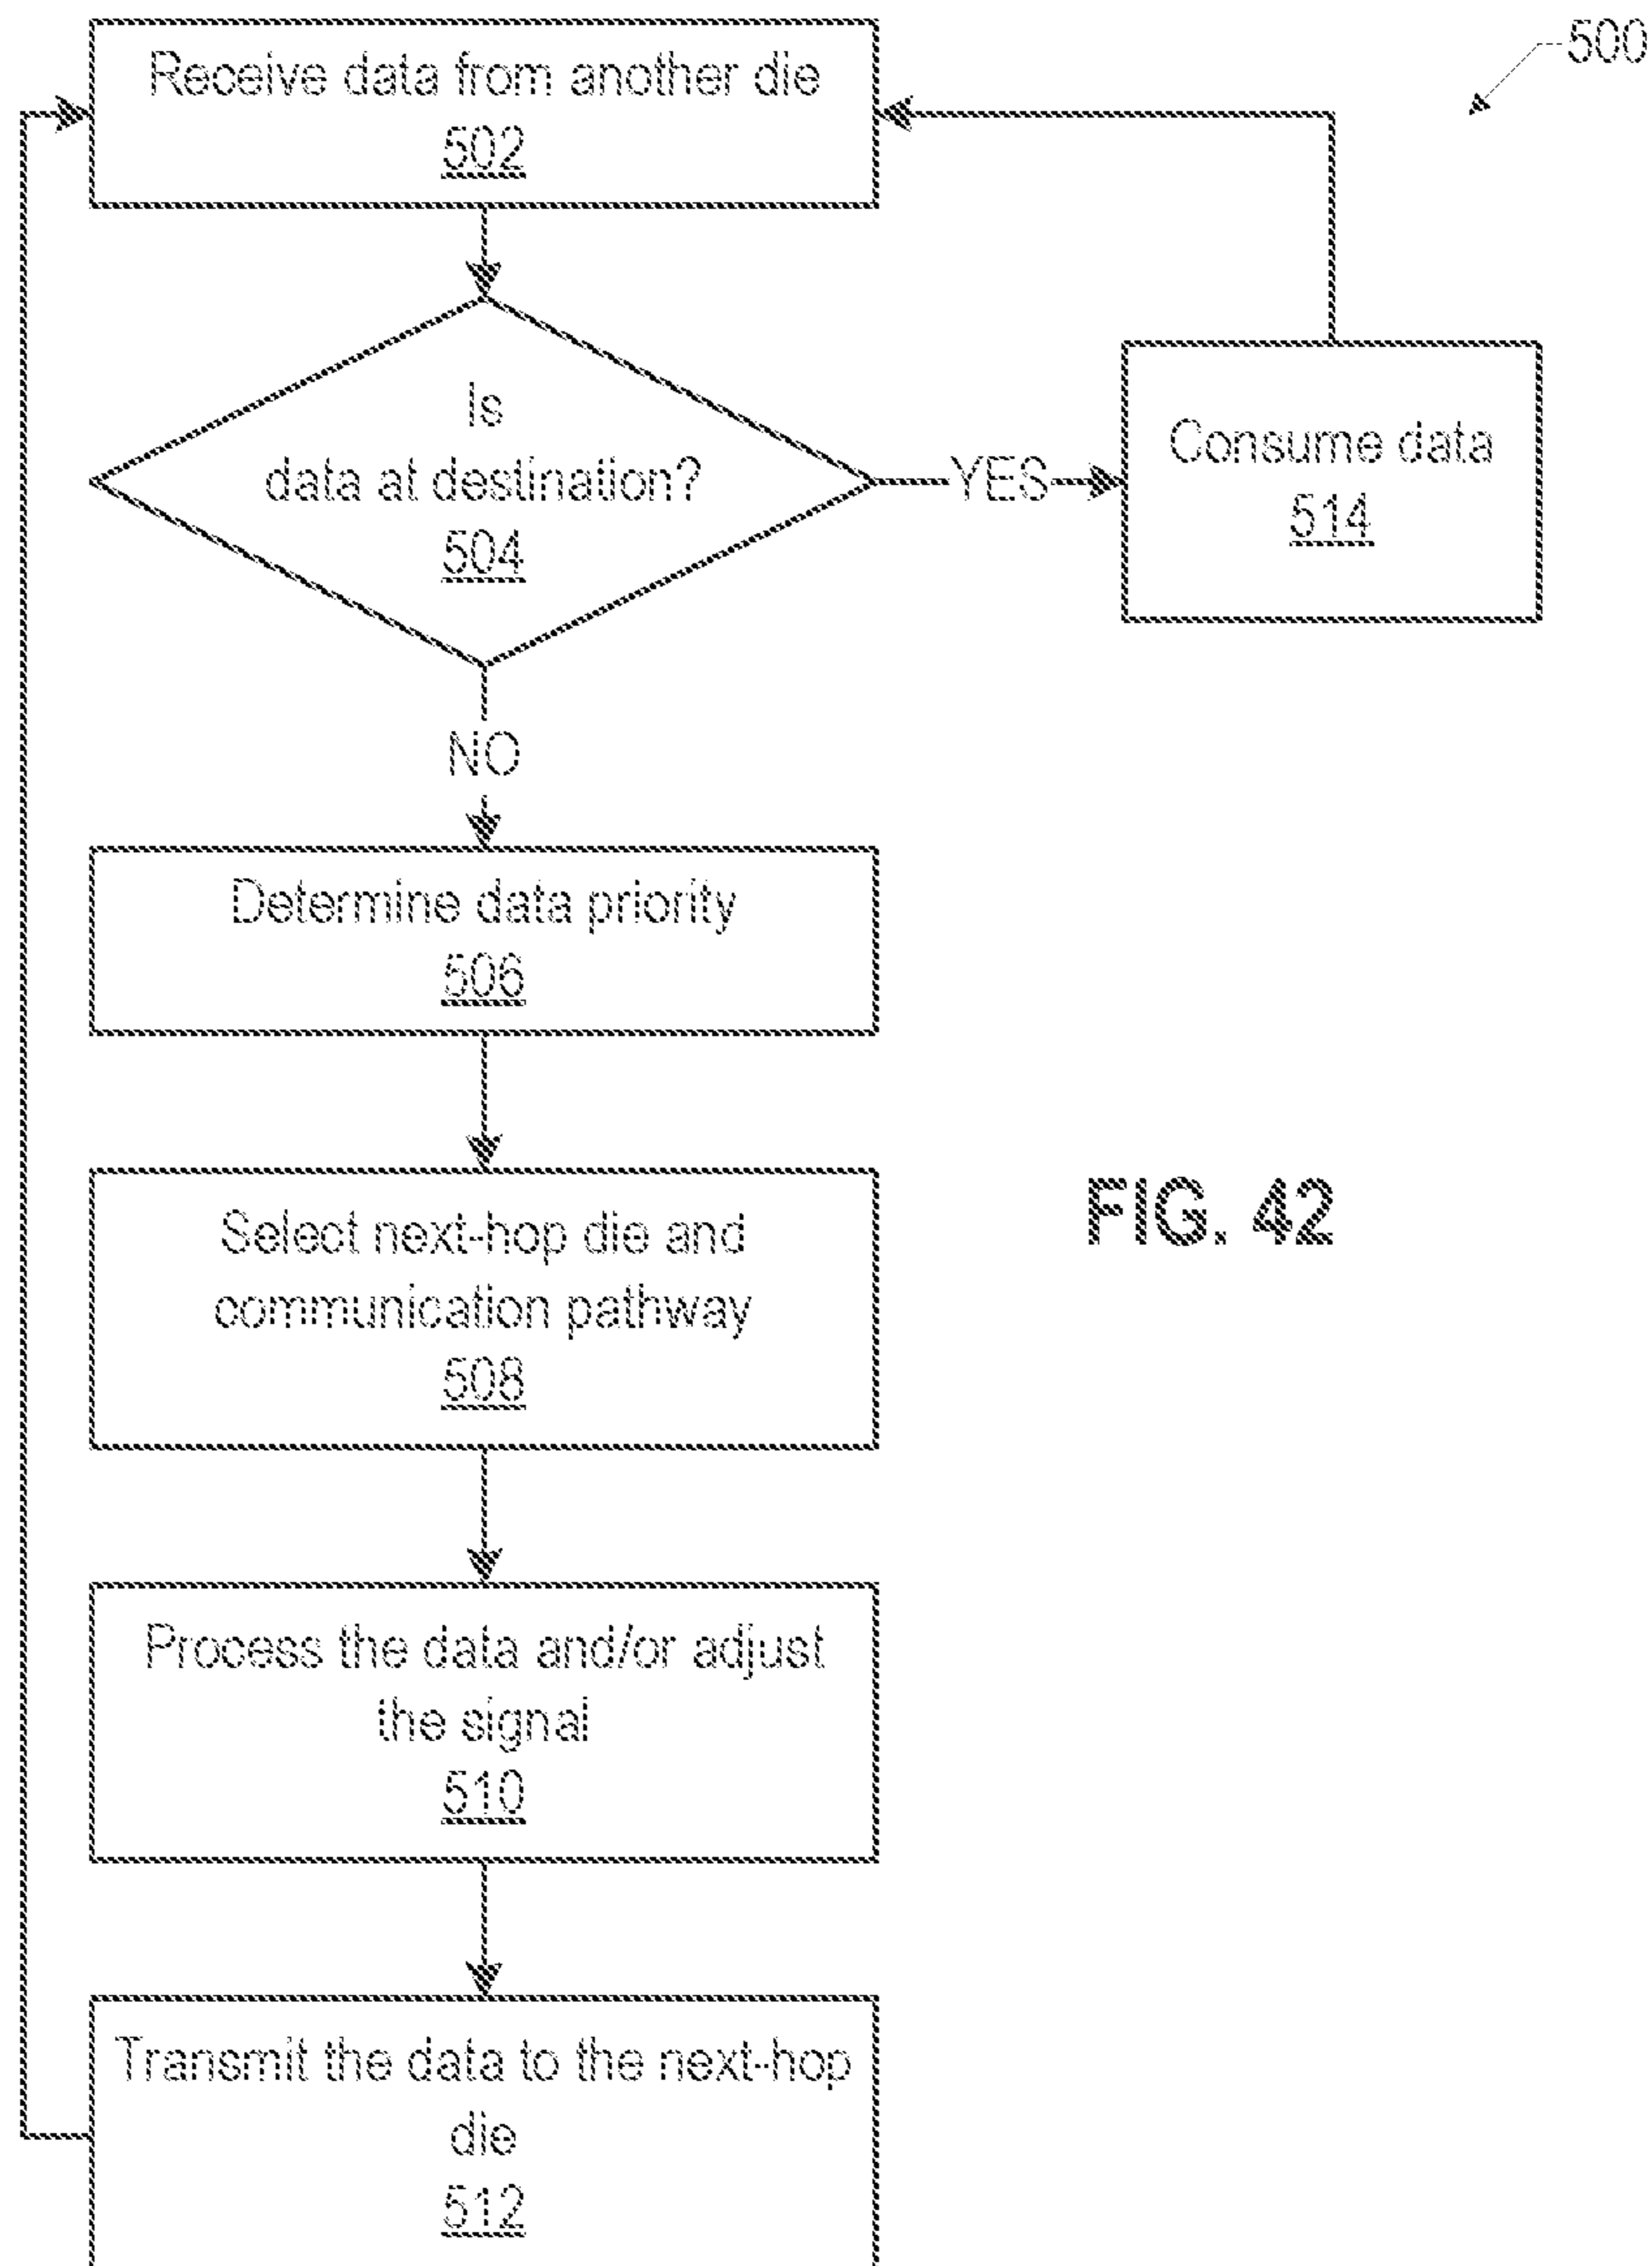 500
Receive data from another die
502
Is
data at destination?
504
YES
Consume data
514
NO
Determine data priority
506
Select next-hop die and
communication pathway
508
FIG. 42
Process the data and/or adjust
the signal
510
Transmit the data to the next-hop
die
512